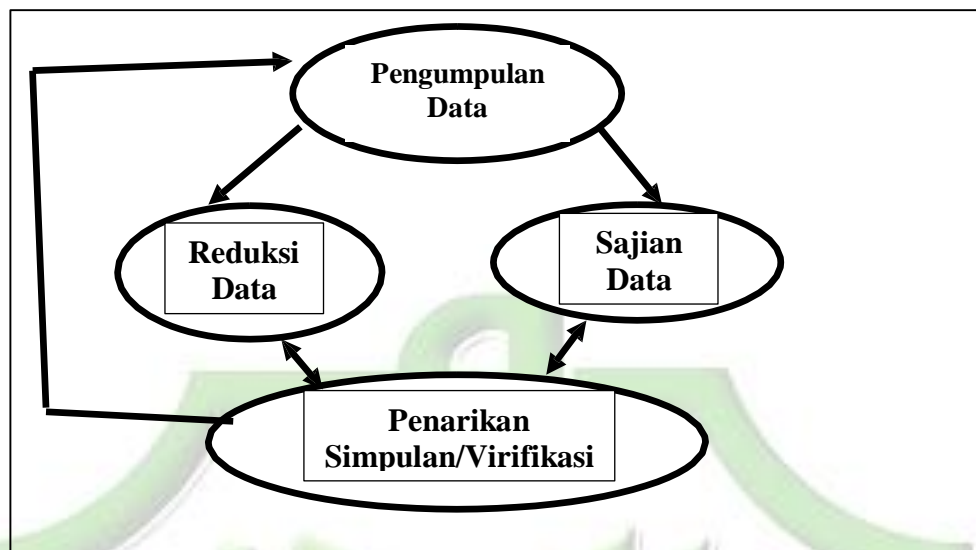 Pengumpulan
Data
Reduksi
Data
Sajian
Data
Penarikan
Simpulan/Virifikasi